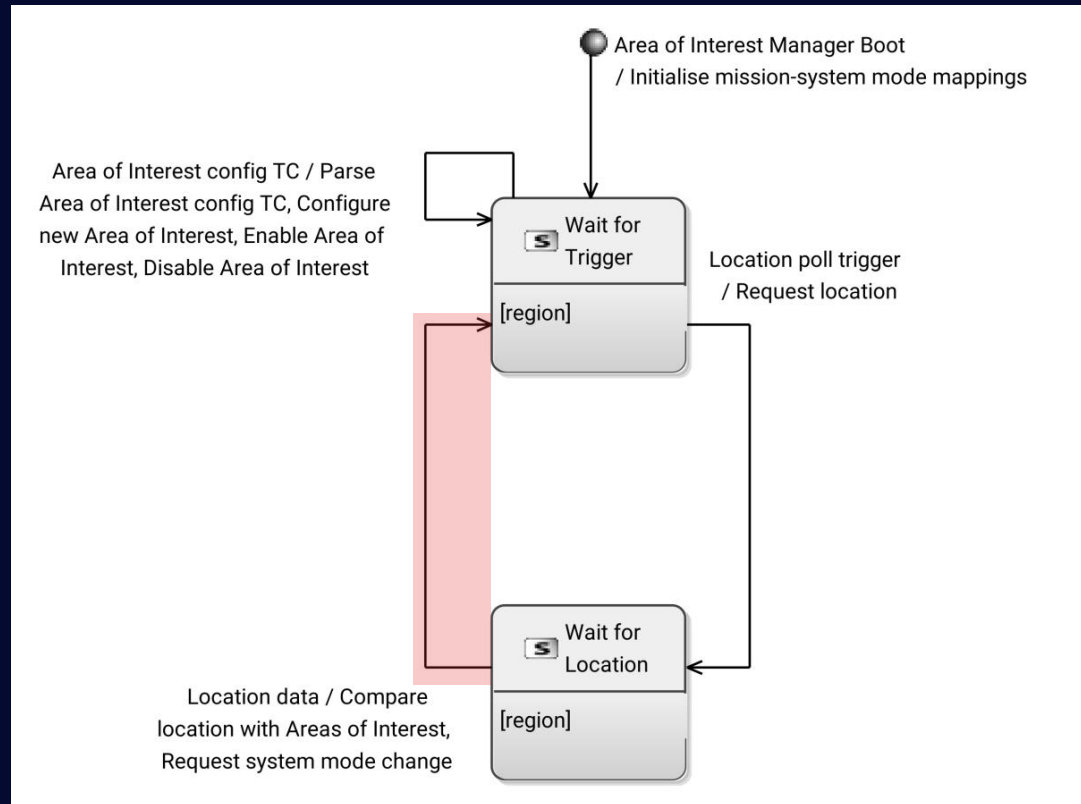 Area of Interest Manager Boot
/ Initialise mission-system mode mappings
Area of Interest config TC / Parse
Area of Interest config TC, Configure
new Area of Interest, Enable Area of
Interest, Disable Area of Interest
S
Wait for
Trigger
[region]
Location poll trigger
/ Request location
S
Wait for
Location
[region]
Location data / Compare
location with Areas of Interest,
Request system mode change